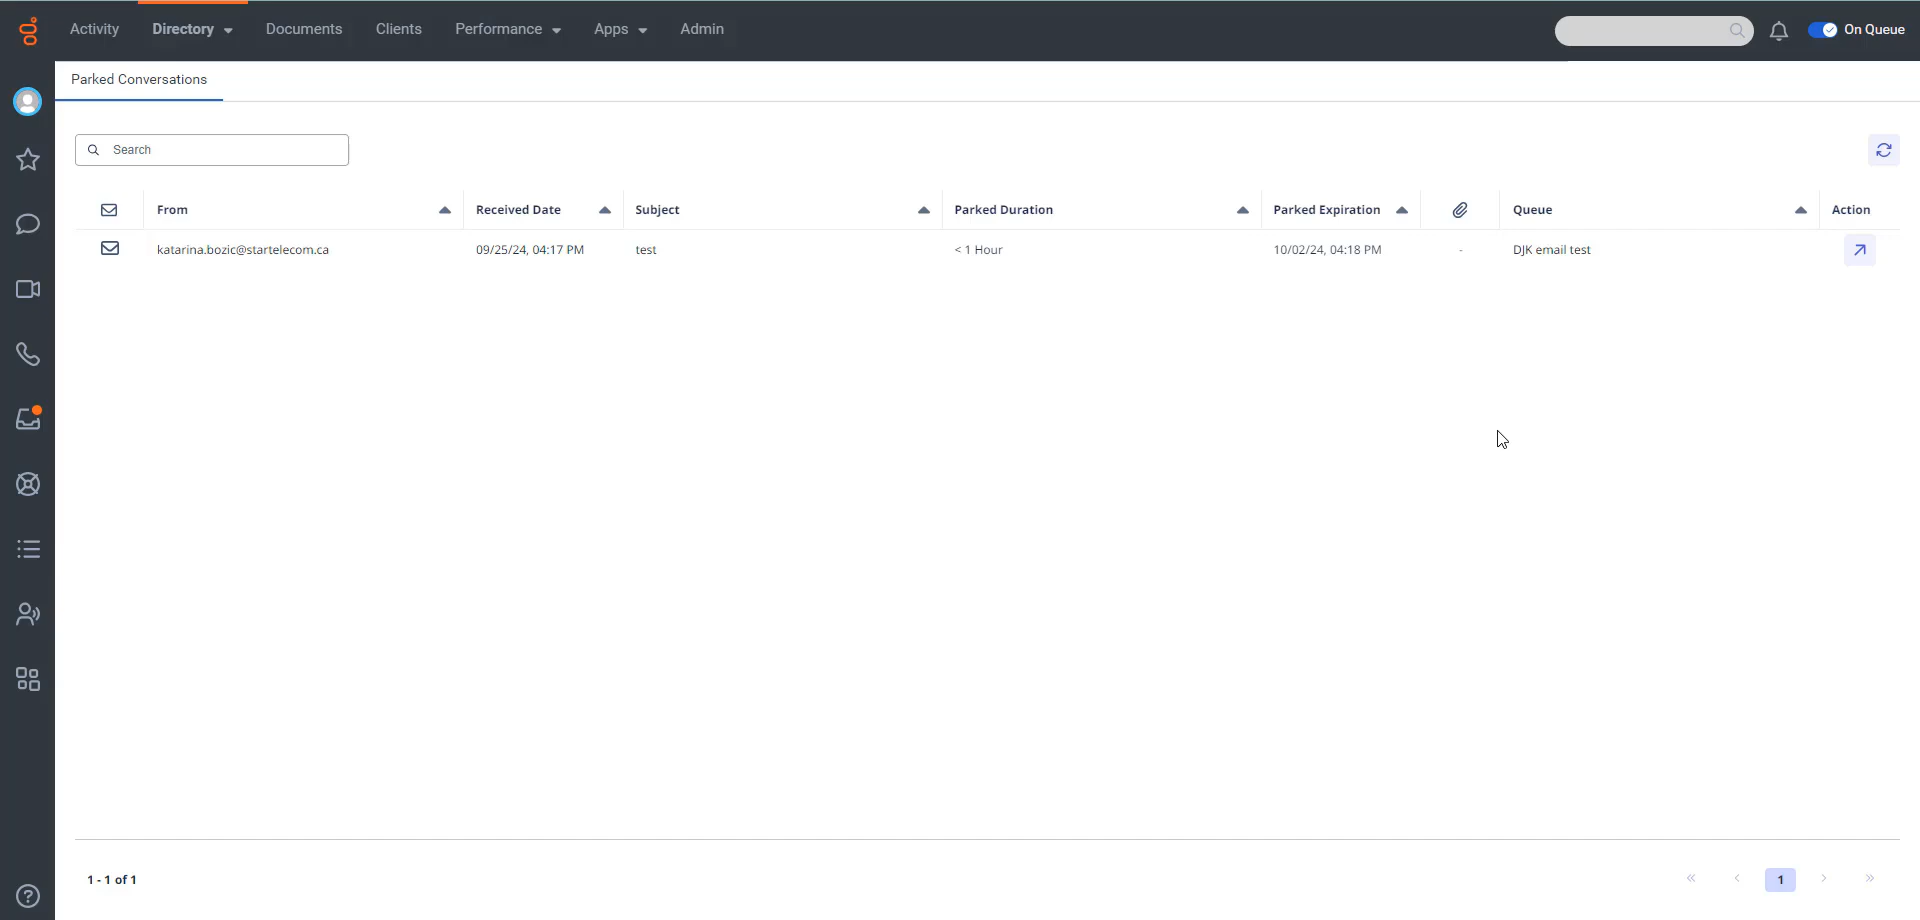 Activity Directory Documents Clients Performance Apps Admin On Queue
Parked Conversations
Search
From Received Date Subject Parked Duration Parked Expiration Queue Action
katarina.bozic@startelecom.ca 09/25/24, 04:17 PM test < 1 Hour 10/02/24, 04:18 PM - DJK email test
1 - 1 of 1 « ‹ 1 › »